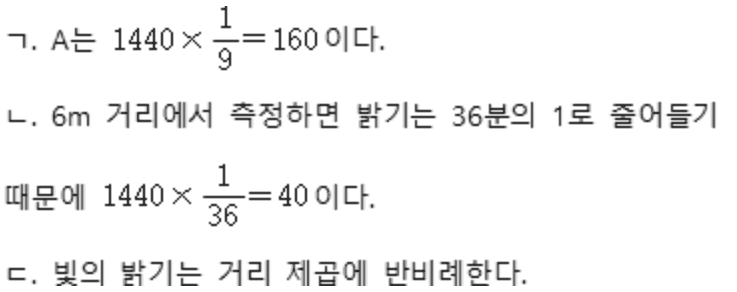 ㄱ. A는 1440 × 1/9 = 160 이다.
ㄴ. 6m 거리에서 측정하면 밝기는 36분의 1로 줄어들기
때문에 1440 × 1/36 = 40 이다.
ㄷ. 빛의 밝기는 거리 제곱에 반비례한다.